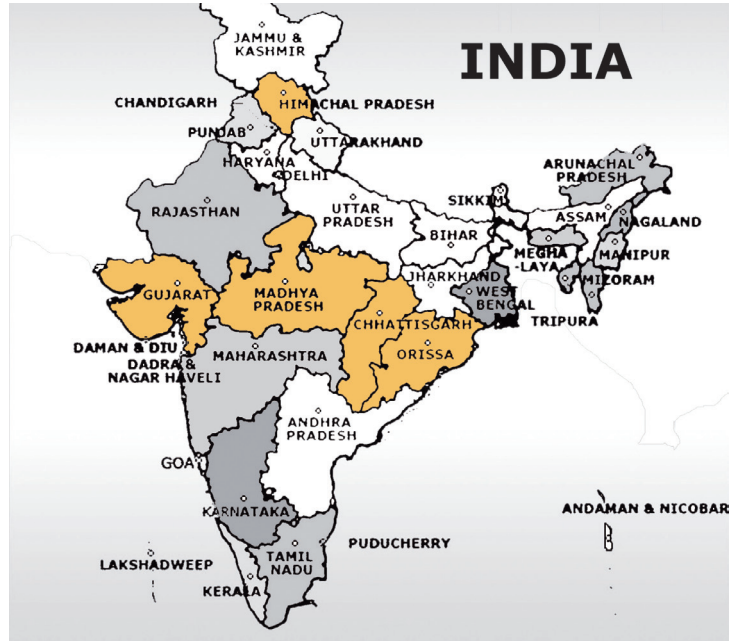 INDIA
JAMMU &
KASHMIR
CHANDIGARH
HIMACHAL PRADESH
PUNJAB
UTTARAKHAND
HARYANA
DELHI
ARUNACHAL
PRADESH
RAJASTHAN
UTTAR
PRADESH
SIKKIM
ASSAM
NAGALAND
BIHAR
MEGHA
-LAYA
MANIPUR
JHARKHAND
WEST
BENGAL
MIZORAM
TRIPURA
GUJARAT
MADHYA
PRADESH
CHHATTISGARH
ORISSA
DAMAN & DIU
DADRA &
NAGAR HAVELI
MAHARASHTRA
ANDHRA
PRADESH
GOA
KARNATAKA
ANDAMAN & NICOBAR
LAKSHADWEEP
TAMIL
NADU
PUDUCHERRY
KERALA